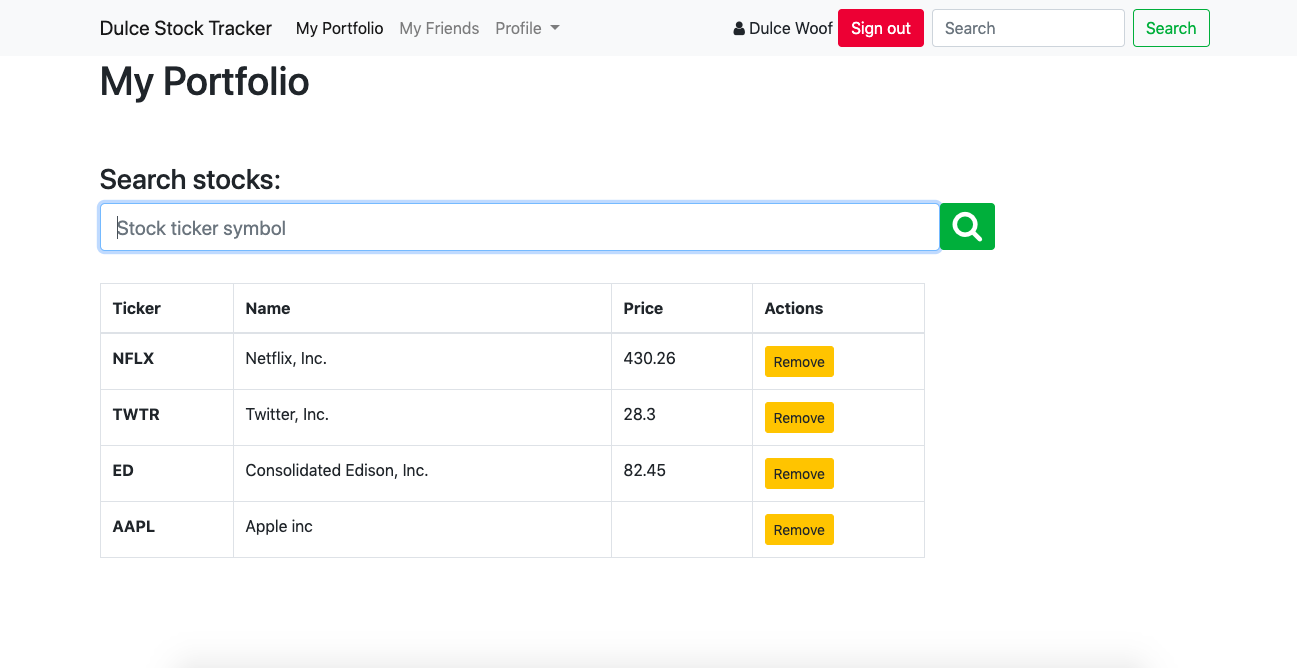 Dulce Stock Tracker My Portfolio My Friends Profile Dulce Woof Sign out Search Search
My Portfolio
Search stocks:
Stock ticker symbol
Ticker Name Price Actions
NFLX Netflix, Inc. 430.26 Remove
TWTR Twitter, Inc. 28.3 Remove
ED Consolidated Edison, Inc. 82.45 Remove
AAPL Apple inc Remove